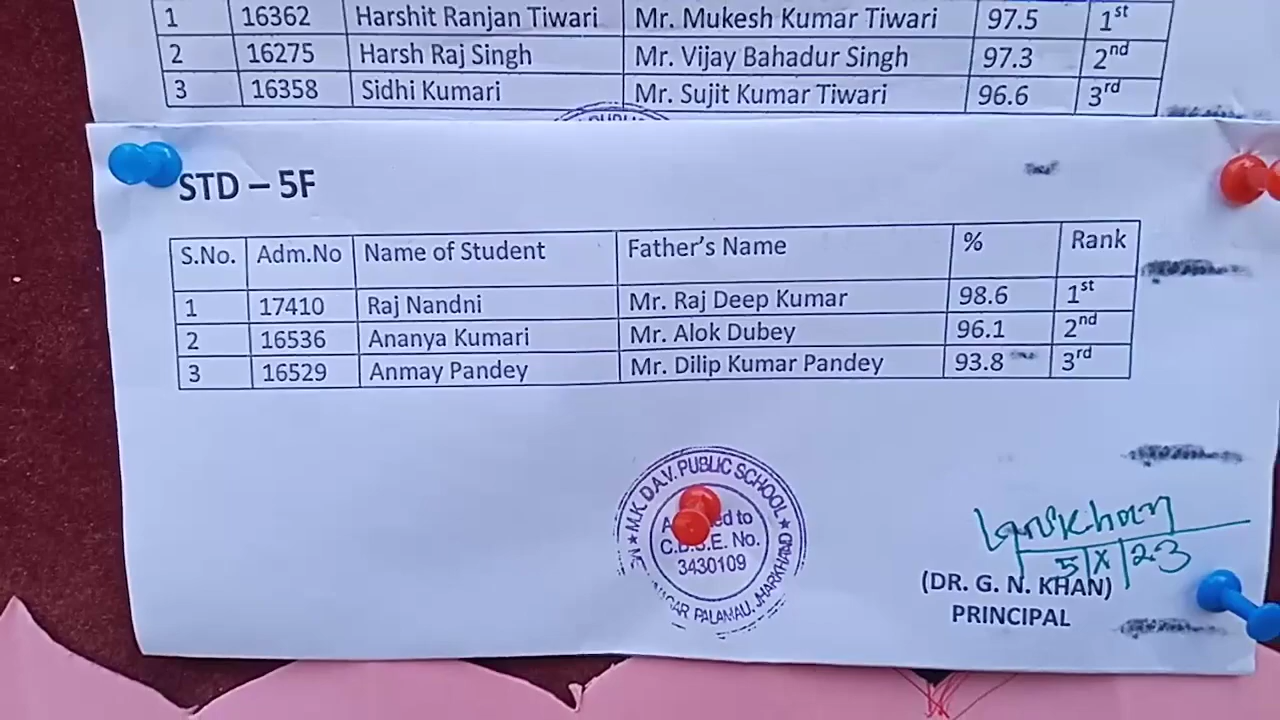 1 16362 Harshit Ranjan Tiwari Mr. Mukesh Kumar Tiwari 97.5 1st
2 16275 Harsh Raj Singh Mr. Vijay Bahadur Singh 97.3 2nd
3 16358 Sidhi Kumari Mr. Sujit Kumar Tiwari 96.6 3rd
PUBLIC
STD – 5F
S.No. Adm.No Name of Student Father's Name % Rank
1 17410 Raj Nandni Mr. Raj Deep Kumar 98.6 1st
2 16536 Ananya Kumari Mr. Alok Dubey 96.1 2nd
3 16529 Anmay Pandey Mr. Dilip Kumar Pandey 93.8 3rd
M.K. D.A.V. PUBLIC SCHOOL
to
C.B.S.E. No.
3430109
PALAMAU, JHARKHAND
5|X|23
(DR. G. N. KHAN)
PRINCIPAL